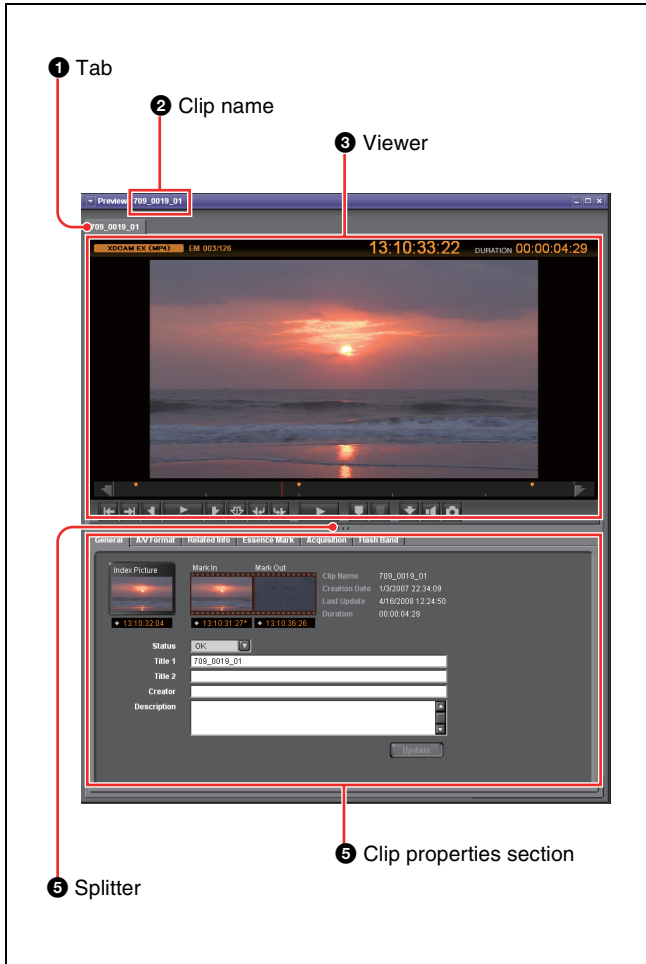 ❶ Tab
❷ Clip name
❸ Viewer
Preview 709_0019_01
709_0019_01
XDCAM EX (MP4) EM 003/126 13:10:33:22 DURATION 00:00:04:29
General A/V Format Related Info Essence Mark Acquisition Flash Band
Index Picture Mark In Mark Out
Clip Name 709_0019_01
Creation Date 1/3/2007 22:34:09
Last Update 4/16/2008 12:24:50
Duration 00:00:04:29
13:10:32:04 13:10:31:27* 13:10:36:26
Status OK
Title 1 709_0019_01
Title 2
Creator
Description
Update
❺ Clip properties section
❺ Splitter